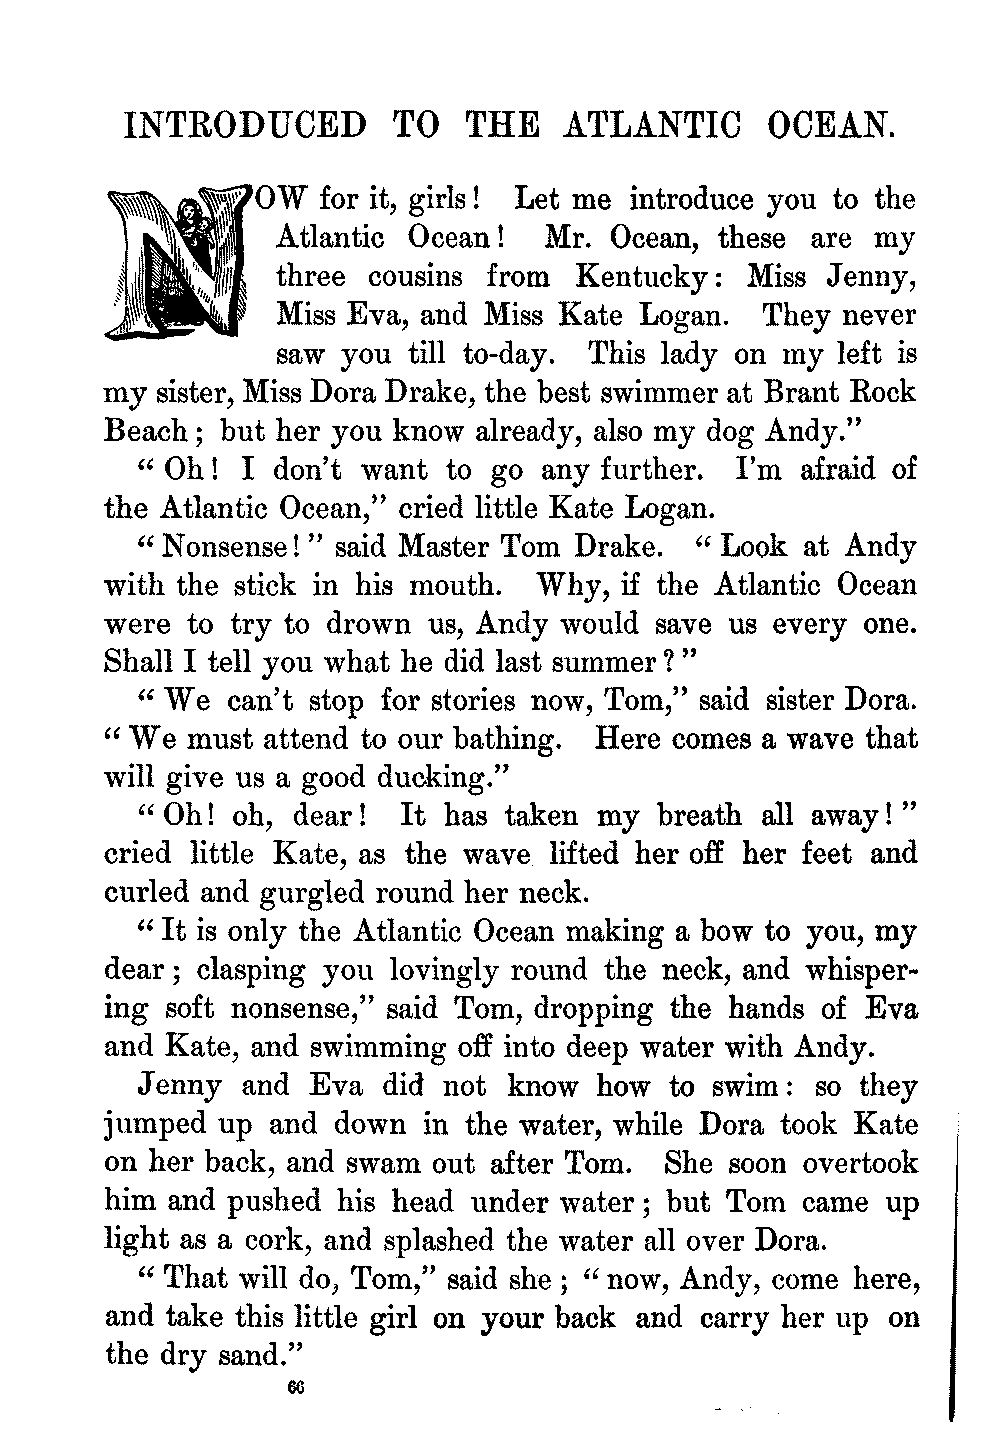 INTRODUCED TO THE ATLANTIC OCEAN.
NOW for it, girls! Let me introduce you to the
Atlantic Ocean! Mr. Ocean, these are my
three cousins from Kentucky: Miss Jenny,
Miss Eva, and Miss Kate Logan. They never
saw you till to-day. This lady on my left is
my sister, Miss Dora Drake, the best swimmer at Brant Rock
Beach; but her you know already, also my dog Andy."
"Oh! I don't want to go any further. I'm afraid of
the Atlantic Ocean," cried little Kate Logan.
"Nonsense!" said Master Tom Drake. "Look at Andy
with the stick in his mouth. Why, if the Atlantic Ocean
were to try to drown us, Andy would save us every one.
Shall I tell you what he did last summer?"
"We can't stop for stories now, Tom," said sister Dora.
"We must attend to our bathing. Here comes a wave that
will give us a good ducking."
"Oh! oh, dear! It has taken my breath all away!"
cried little Kate, as the wave lifted her off her feet and
curled and gurgled round her neck.
"It is only the Atlantic Ocean making a bow to you, my
dear; clasping you lovingly round the neck, and whisper-
ing soft nonsense," said Tom, dropping the hands of Eva
and Kate, and swimming off into deep water with Andy.
Jenny and Eva did not know how to swim: so they
jumped up and down in the water, while Dora took Kate
on her back, and swam out after Tom. She soon overtook
him and pushed his head under water; but Tom came up
light as a cork, and splashed the water all over Dora.
"That will do, Tom," said she; "now, Andy, come here,
and take this little girl on your back and carry her up on
the dry sand."
66